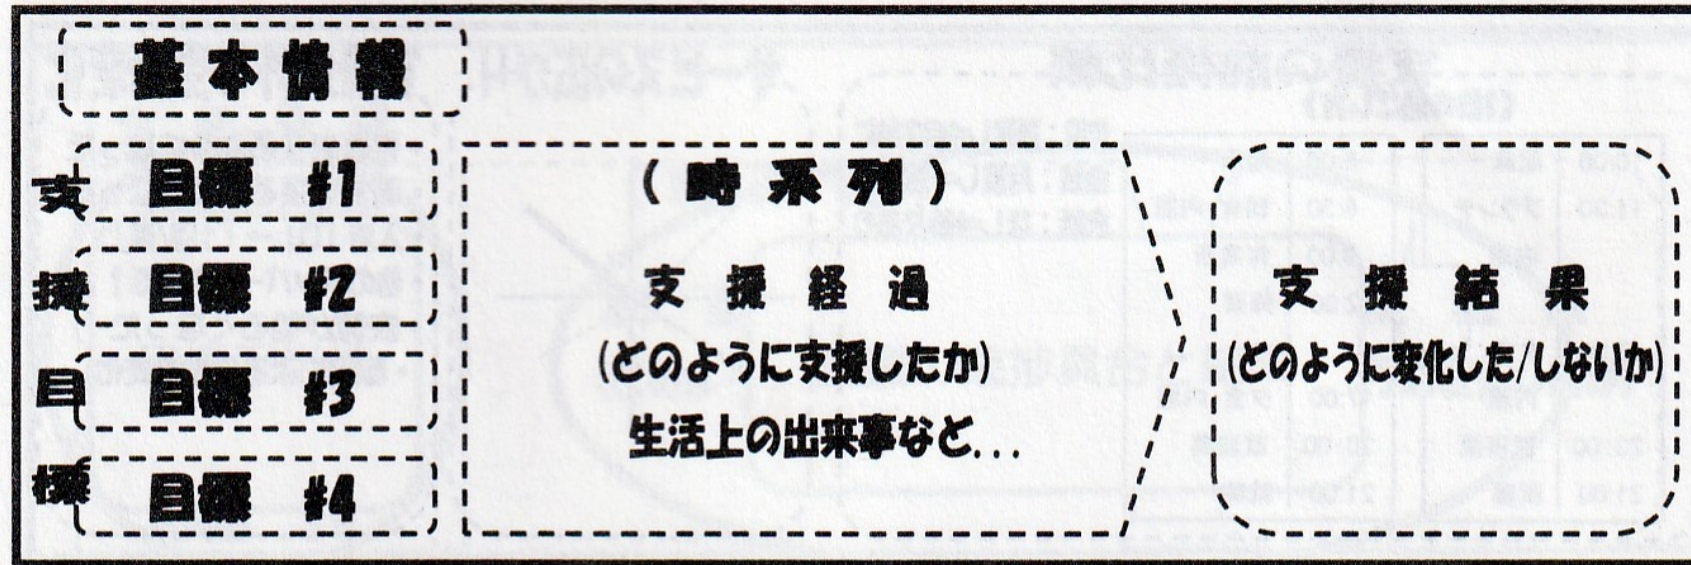 基本情報
支援目標
目標 #1
目標 #2
目標 #3
目標 #4
(時系列)
支援経過
(どのように支援したか)
生活上の出来事など...
支援結果
(どのように変化した/しないか)